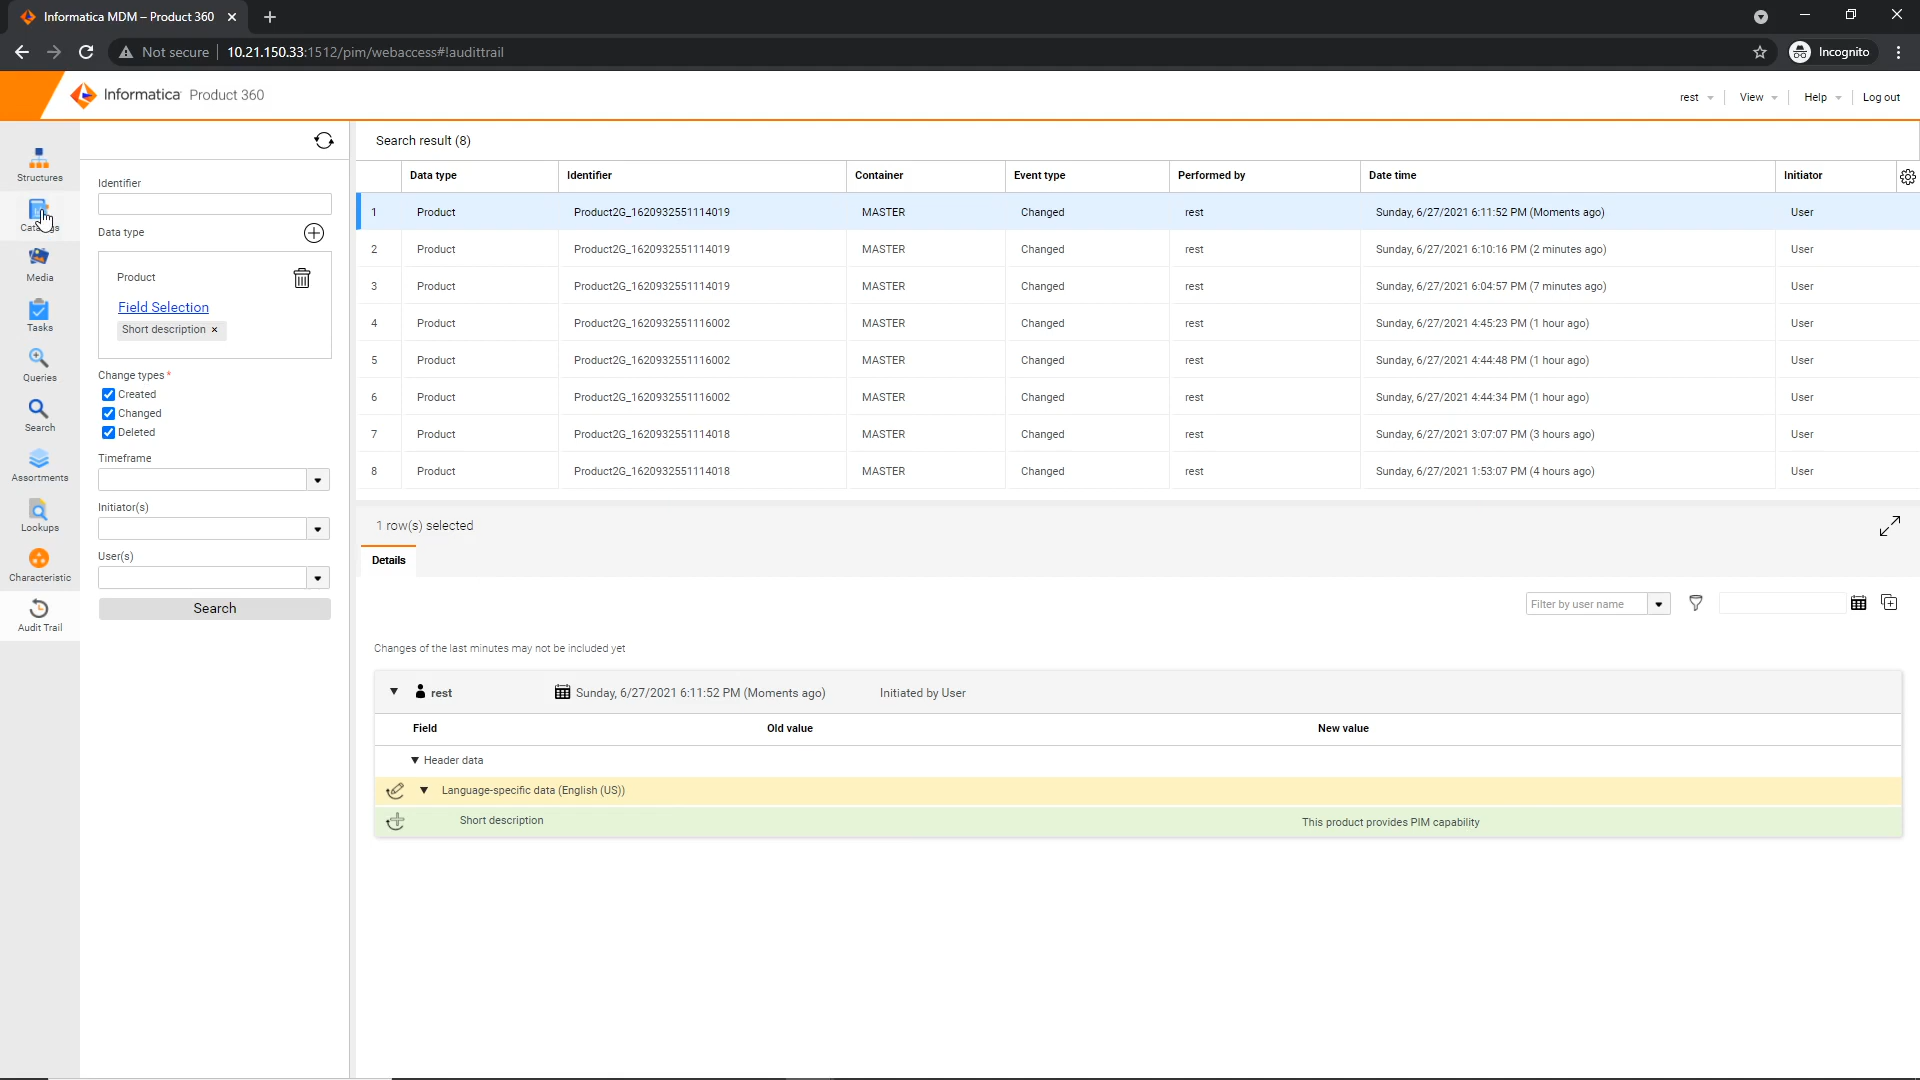 Informatica MDM – Product 360
Not secure 10.21.150.33:1512/pim/webaccess#!audittrail
Incognito
Informatica Product 360
rest View Help Log out
Structures
Media
Tasks
Queries
Search
Assortments
Lookups
Characteristic
Audit Trail
Identifier
Data type
Product
Field Selection
Short description ×
Change types *
Created
Changed
Deleted
Timeframe
Initiator(s)
User(s)
Search
Search result (8)
Data type Identifier Container Event type Performed by Date time Initiator
1 Product Product2G_1620932551114019 MASTER Changed rest Sunday, 6/27/2021 6:11:52 PM (Moments ago) User
2 Product Product2G_1620932551114019 MASTER Changed rest Sunday, 6/27/2021 6:10:16 PM (2 minutes ago) User
3 Product Product2G_1620932551114019 MASTER Changed rest Sunday, 6/27/2021 6:04:57 PM (7 minutes ago) User
4 Product Product2G_1620932551116002 MASTER Changed rest Sunday, 6/27/2021 4:45:23 PM (1 hour ago) User
5 Product Product2G_1620932551116002 MASTER Changed rest Sunday, 6/27/2021 4:44:48 PM (1 hour ago) User
6 Product Product2G_1620932551116002 MASTER Changed rest Sunday, 6/27/2021 4:44:34 PM (1 hour ago) User
7 Product Product2G_1620932551114018 MASTER Changed rest Sunday, 6/27/2021 3:07:07 PM (3 hours ago) User
8 Product Product2G_1620932551114018 MASTER Changed rest Sunday, 6/27/2021 1:53:07 PM (4 hours ago) User
1 row(s) selected
Details
Filter by user name
Changes of the last minutes may not be included yet
rest Sunday, 6/27/2021 6:11:52 PM (Moments ago) Initiated by User
Field Old value New value
Header data
Language-specific data (English (US))
Short description This product provides PIM capability